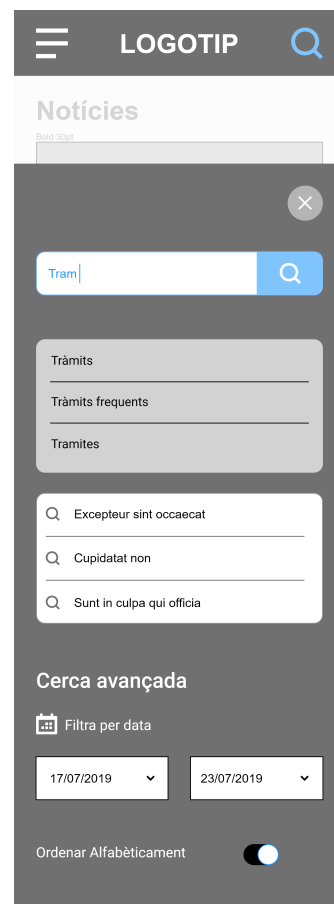 LOGOTIP
Notícies
Bold 30pt
Tram
Tràmits
Tràmits frequents
Tramites
Excepteur sint occaecat
Cupidatat non
Sunt in culpa qui officia
Cerca avançada
Filtra per data
17/07/2019 23/07/2019
Ordenar Alfabèticament